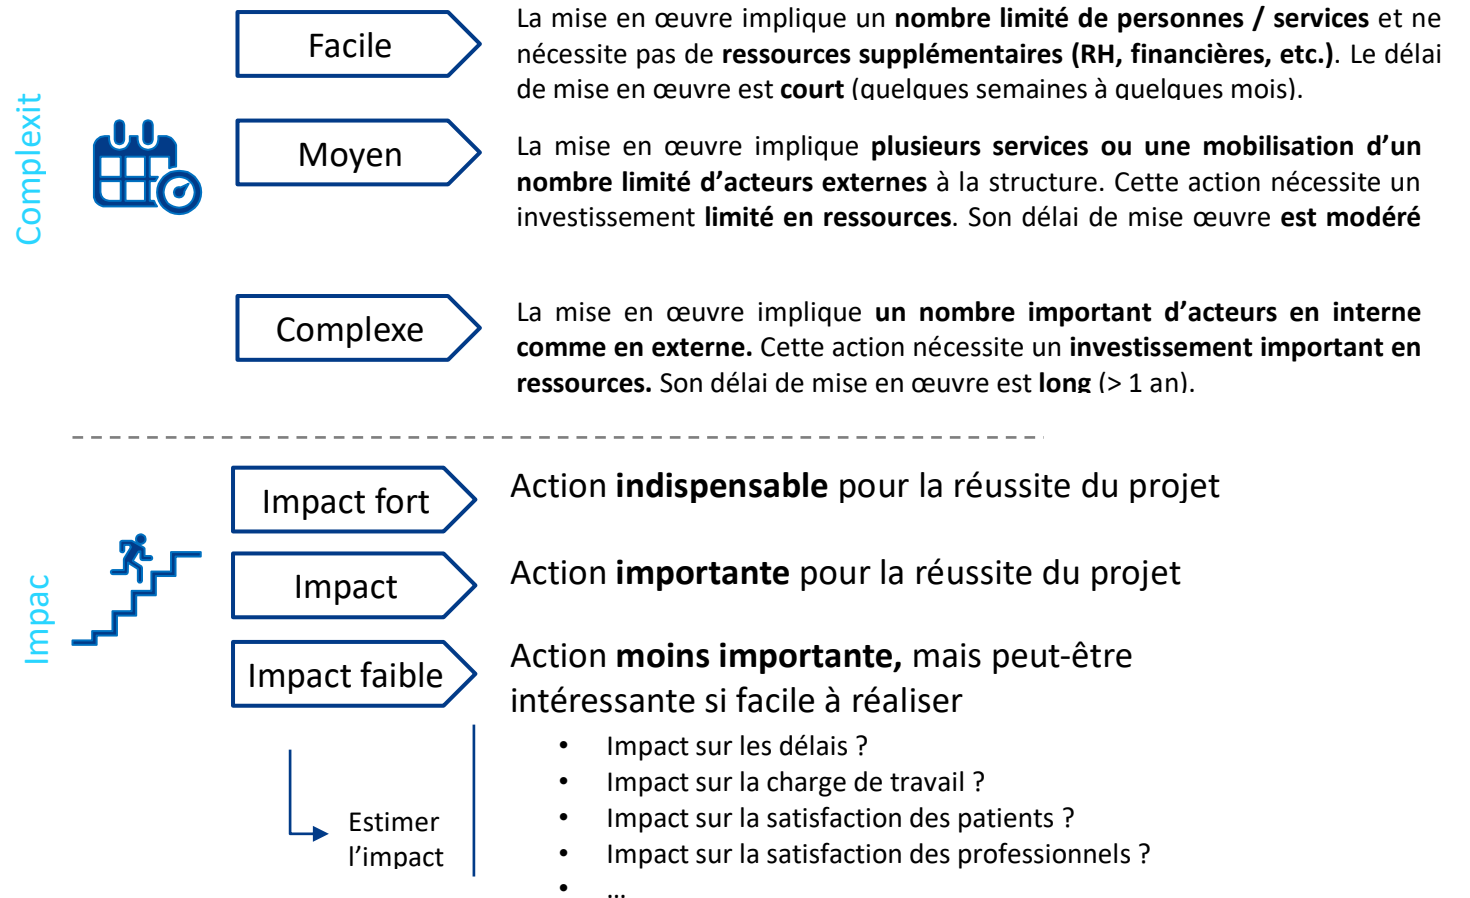 Complexit
Facile
La mise en œuvre implique un nombre limité de personnes / services et ne
nécessite pas de ressources supplémentaires (RH, financières, etc.). Le délai
de mise en œuvre est court (quelques semaines à quelques mois).
Moyen
La mise en œuvre implique plusieurs services ou une mobilisation d’un
nombre limité d’acteurs externes à la structure. Cette action nécessite un
investissement limité en ressources. Son délai de mise œuvre est modéré
Complexe
La mise en œuvre implique un nombre important d’acteurs en interne
comme en externe. Cette action nécessite un investissement important en
ressources. Son délai de mise en œuvre est long (> 1 an).
Impac
Impact fort
Action indispensable pour la réussite du projet
Impact
Action importante pour la réussite du projet
Impact faible
Action moins importante, mais peut-être
intéressante si facile à réaliser
Estimer
l’impact
• Impact sur les délais ?
• Impact sur la charge de travail ?
• Impact sur la satisfaction des patients ?
• Impact sur la satisfaction des professionnels ?
• …